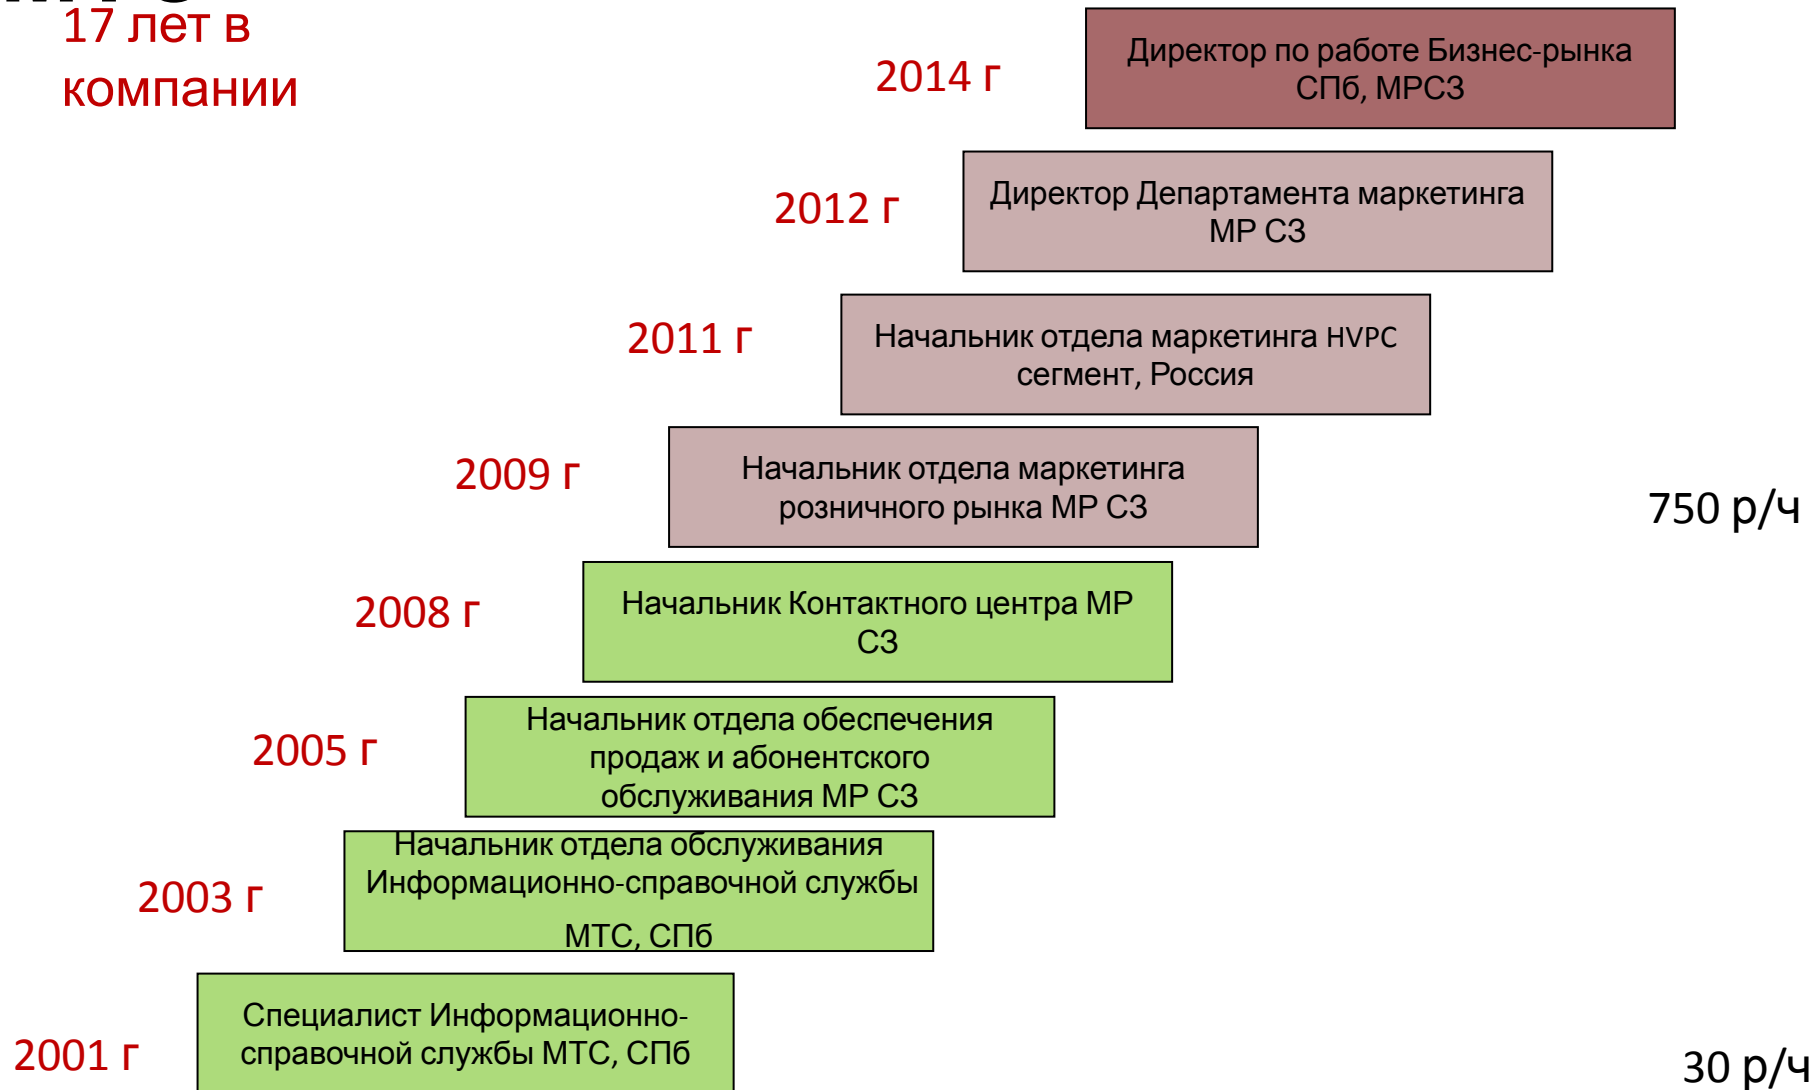 17 лет в
компании
2014 г
Директор по работе Бизнес-рынка
СПб, МРСЗ
2012 г
Директор Департамента маркетинга
МР СЗ
2011 г
Начальник отдела маркетинга HVPC
сегмент, Россия
2009 г
Начальник отдела маркетинга
розничного рынка МР СЗ
750 р/ч
2008 г
Начальник Контактного центра МР
СЗ
2005 г
Начальник отдела обеспечения
продаж и абонентского
обслуживания МР СЗ
2003 г
Начальник отдела обслуживания
Информационно-справочной службы
МТС, СПб
2001 г
Специалист Информационно-
справочной службы МТС, СПб
30 р/ч